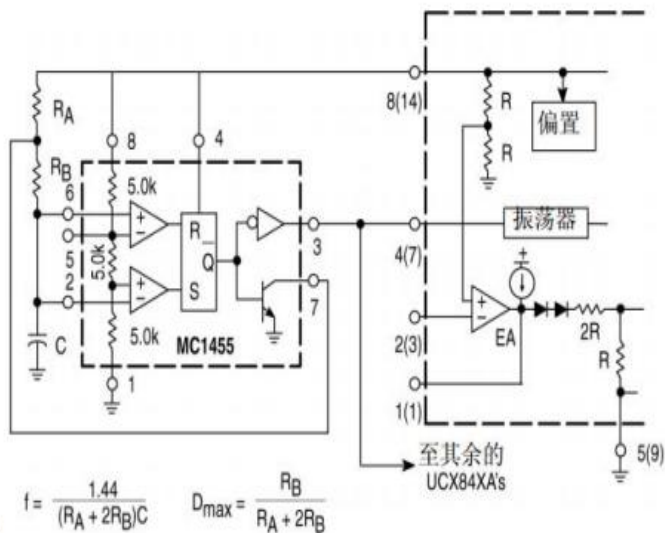 R_A
R_B
8
4
6
5
2
5.0k
5.0k
5.0k
+
−
+
−
R
Q
S
3
7
MC1455
C
1
8(14)
R
R
偏置
4(7)
振荡器
+
+
−
EA
2R
R
2(3)
1(1)
5(9)
至其余的
UCX84XA's
f = 1.44 / (R_A + 2R_B)C
D_max = R_B / R_A + 2R_B